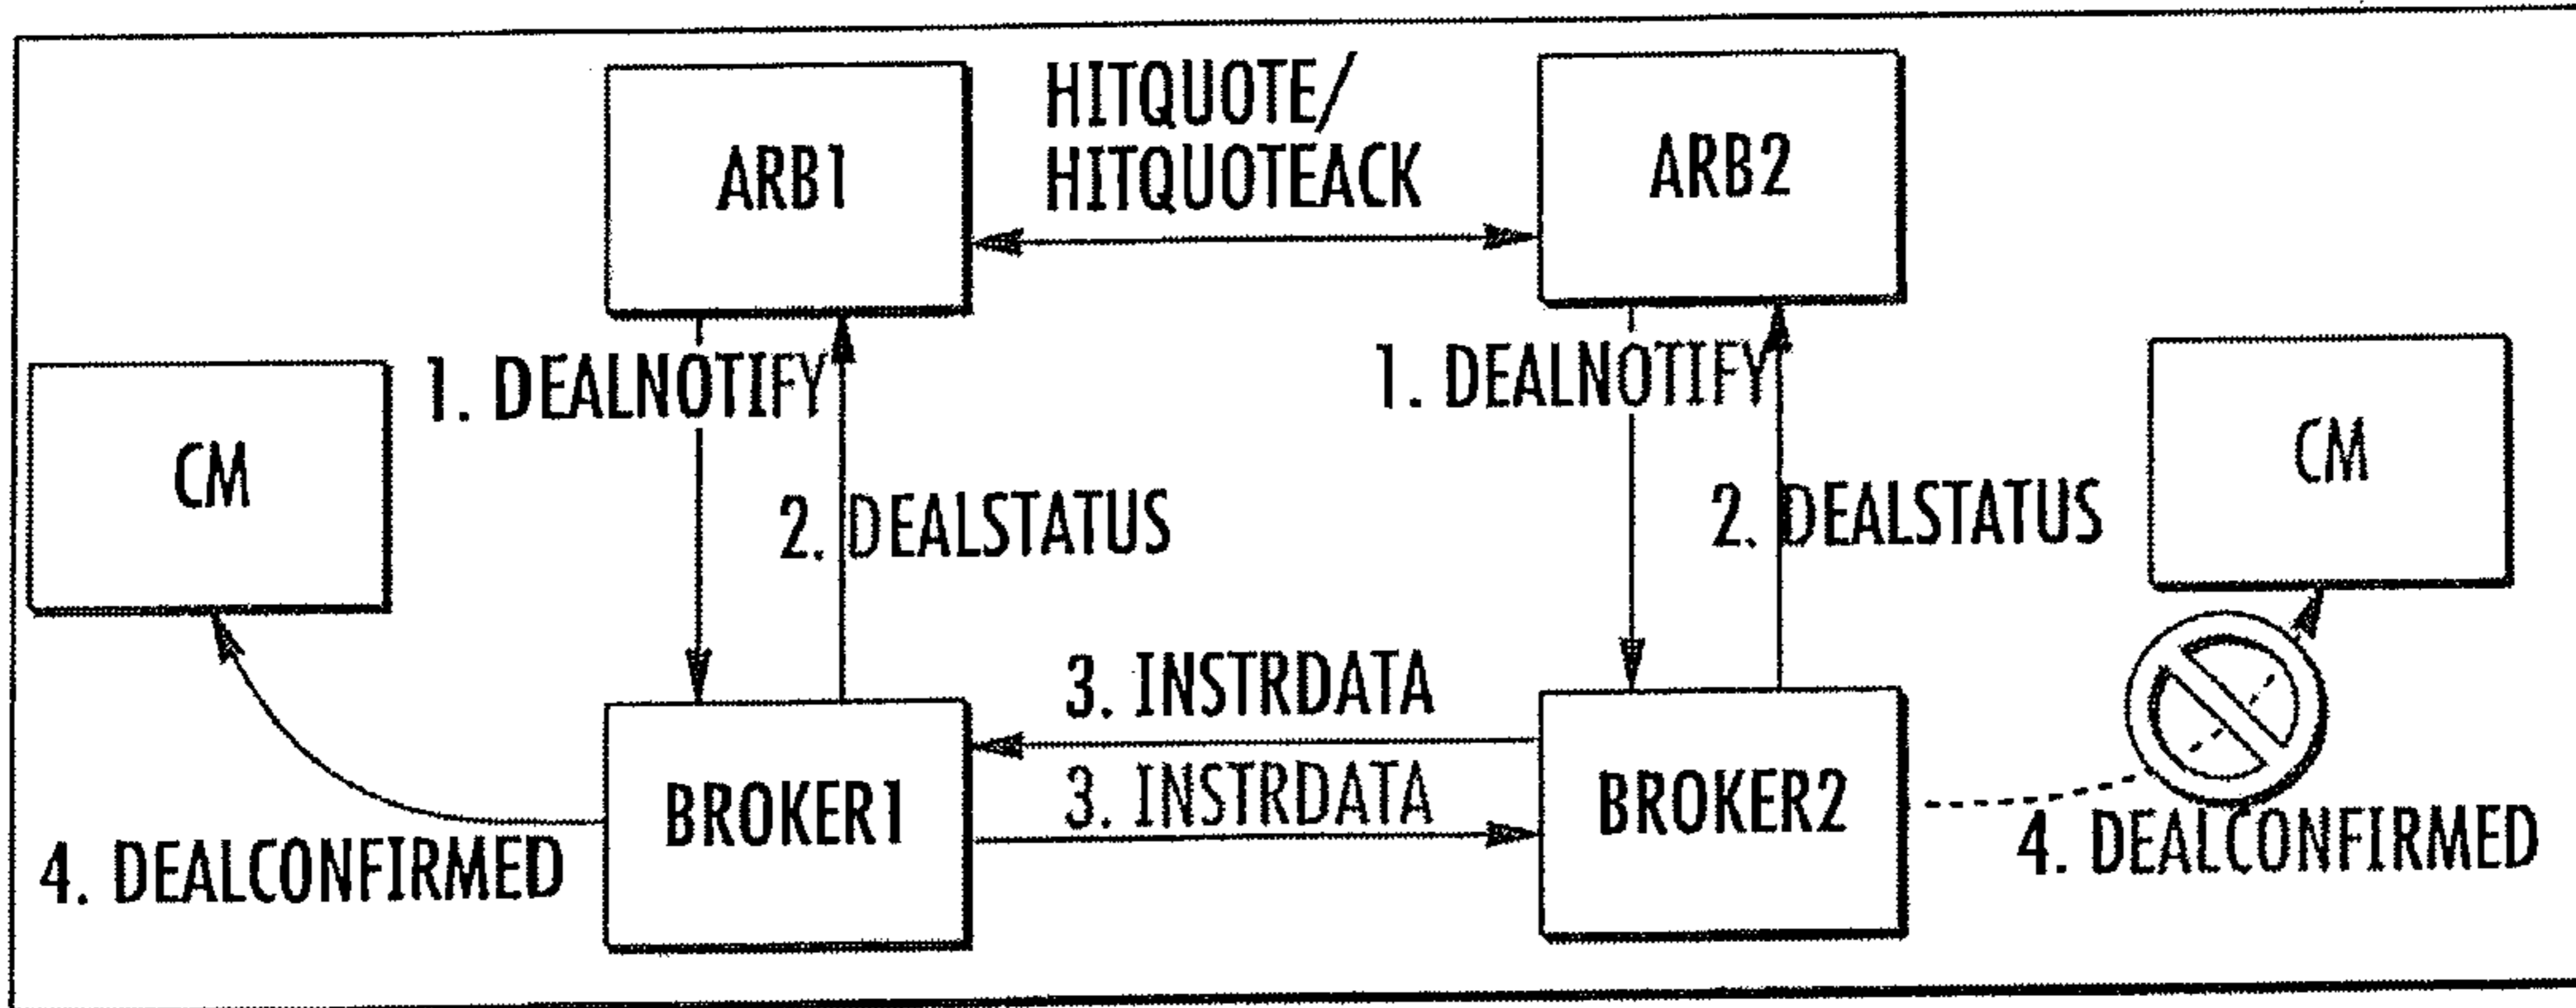 HITQUOTE/
HITQUOTEACK
ARB1
ARB2
1. DEALNOTIFY
1. DEALNOTIFY
CM
CM
2. DEALSTATUS
2. DEALSTATUS
3. INSTRDATA
3. INSTRDATA
BROKER1
BROKER2
4. DEALCONFIRMED
4. DEALCONFIRMED